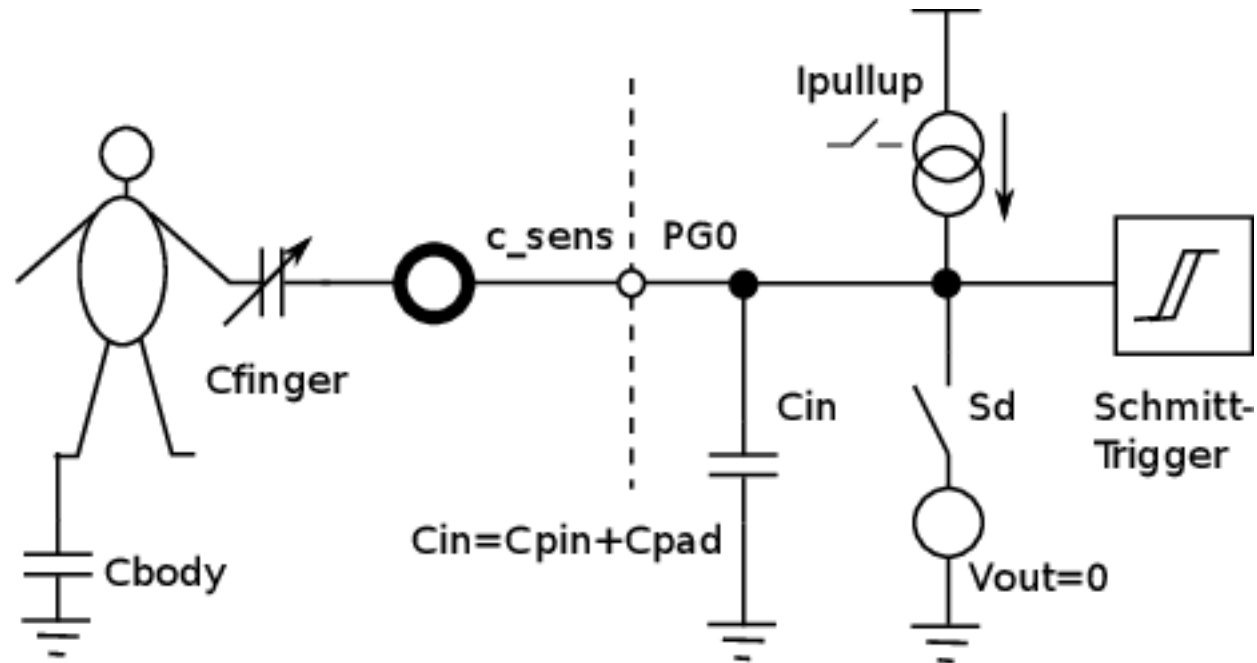 Ipullup
c_sens
PG0
Cfinger
Cin
Sd
Schmitt-
Trigger
Cin=Cpin+Cpad
Cbody
Vout=0